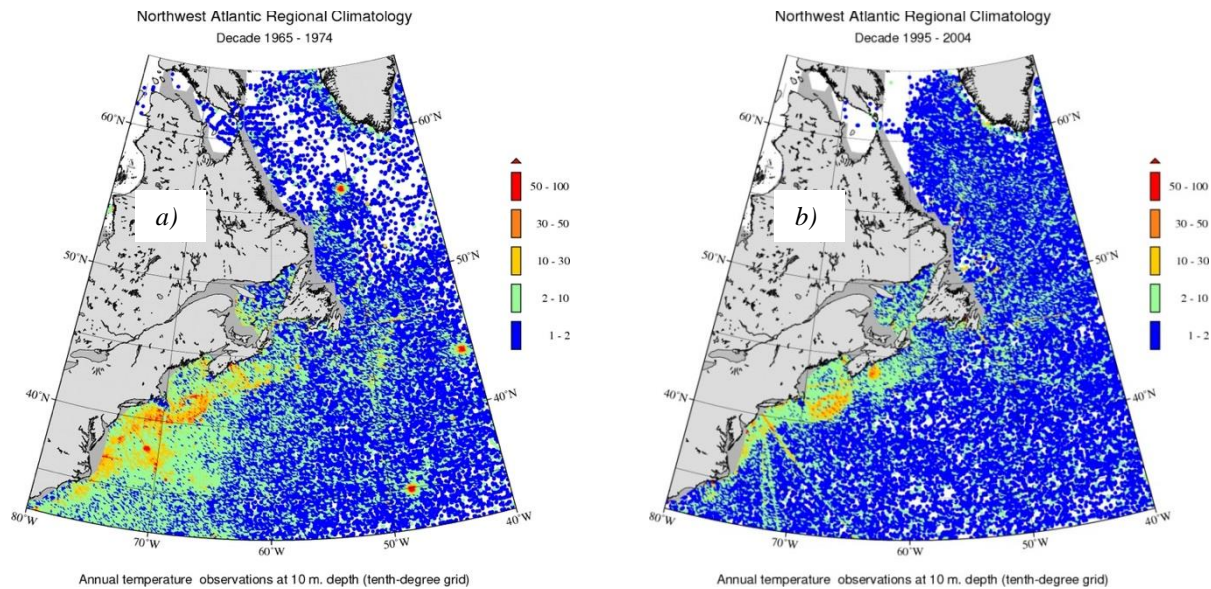 Northwest Atlantic Regional Climatology
Decade 1965 - 1974
a)
60°N
60°N
50°N
50°N
40°N
40°N
80°W
70°W
60°W
50°W
40°W
50 - 100
30 - 50
10 - 30
2 - 10
1 - 2
Annual temperature observations at 10 m. depth (tenth-degree grid)
Northwest Atlantic Regional Climatology
Decade 1995 - 2004
b)
60°N
60°N
50°N
50°N
40°N
40°N
80°W
70°W
60°W
50°W
40°W
50 - 100
30 - 50
10 - 30
2 - 10
1 - 2
Annual temperature observations at 10 m. depth (tenth-degree grid)